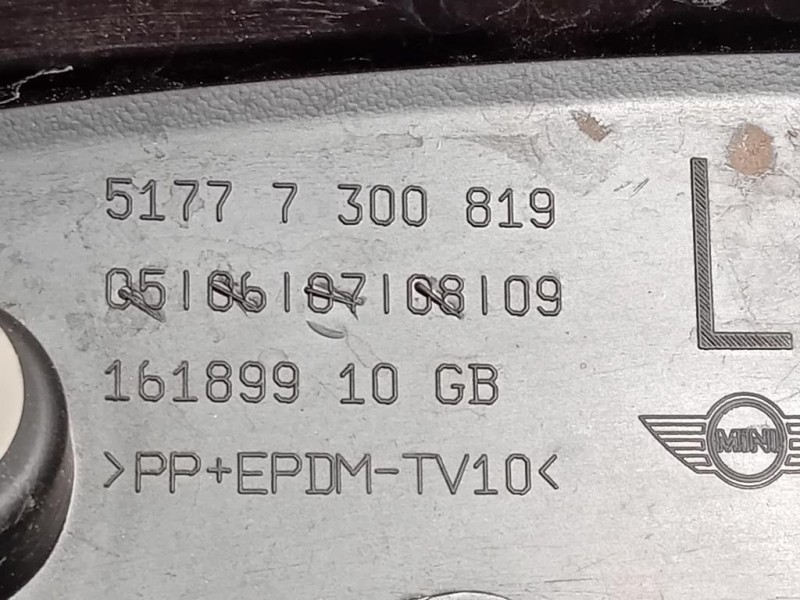 5177 7 300 819
05|06|07|08|09
161899 10 GB
>PP+EPDM-TV10<
L
MINI